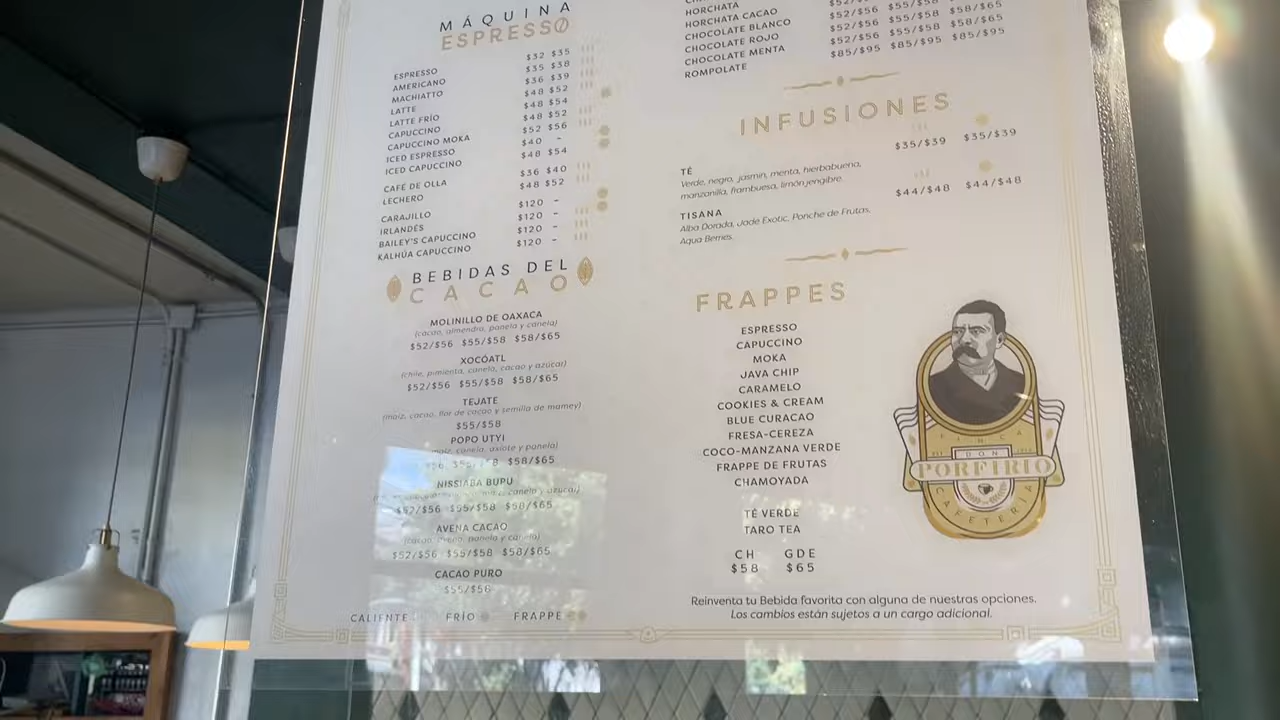 MÁQUINA
ESPRESSO
ESPRESSO $32 $35
AMERICANO $35 $38
MACHIATTO $36 $39
LATTE $48 $52
LATTE FRÍO $48 $54
CAPUCCINO $48 $52
CAPUCCINO MOKA $52 $56
ICED ESPRESSO $40 -
ICED CAPUCCINO $48 $54
CAFÉ DE OLLA $36 $40
LECHERO $48 $52
CARAJILLO $120 -
IRLANDÉS $120 -
BAILEY'S CAPUCCINO $120 -
KALHÚA CAPUCCINO $120 -
BEBIDAS DEL
CACAO
MOLINILLO DE OAXACA
(cacao, almendra, panela y canela)
$52/$56 $55/$58 $58/$65
XOCÓATL
(chile, pimienta, canela, cacao y azúcar)
$52/$56 $55/$58 $58/$65
TEJATE
(maíz, cacao, flor de cacao y semilla de mamey)
$55/$58
POPO UTYI
canela, axiote y panela)
$58/$65
NISSIABA BUPU
canela y azúcar)
$52/$56 $55/$58 $58/$65
AVENA CACAO
(cacao, avena, panela y canela)
$52/$56 $55/$58 $58/$65
CACAO PURO
$55/$56
CALIENTE FRÍO FRAPPE
HORCHATA
HORCHATA CACAO
CHOCOLATE BLANCO $52/$56 $55/$58 $58/$65
CHOCOLATE ROJO $52/$56 $55/$58 $58/$65
CHOCOLATE MENTA $52/$56 $55/$58 $58/$65
ROMPOLATE $85/$95 $85/$95 $85/$95
INFUSIONES
TÉ $35/$39 $35/$39
Verde, negro, jasmin, menta, hierbabuena,
manzanilla, frambuesa, limón jengibre.
TISANA $44/$48 $44/$48
Alba Dorada, Jade Exotic, Ponche de Frutas,
Aqua Berries.
FRAPPES
ESPRESSO
CAPUCCINO
MOKA
JAVA CHIP
CARAMELO
COOKIES & CREAM
BLUE CURACAO
FRESA-CEREZA
COCO-MANZANA VERDE
FRAPPE DE FRUTAS
CHAMOYADA
TÉ VERDE
TARO TEA
CH GDE
$58 $65
FINCA
DON
PORFIRIO
CAFETERÍA
Reinventa tu Bebida favorita con alguna de nuestras opciones.
Los cambios están sujetos a un cargo adicional.